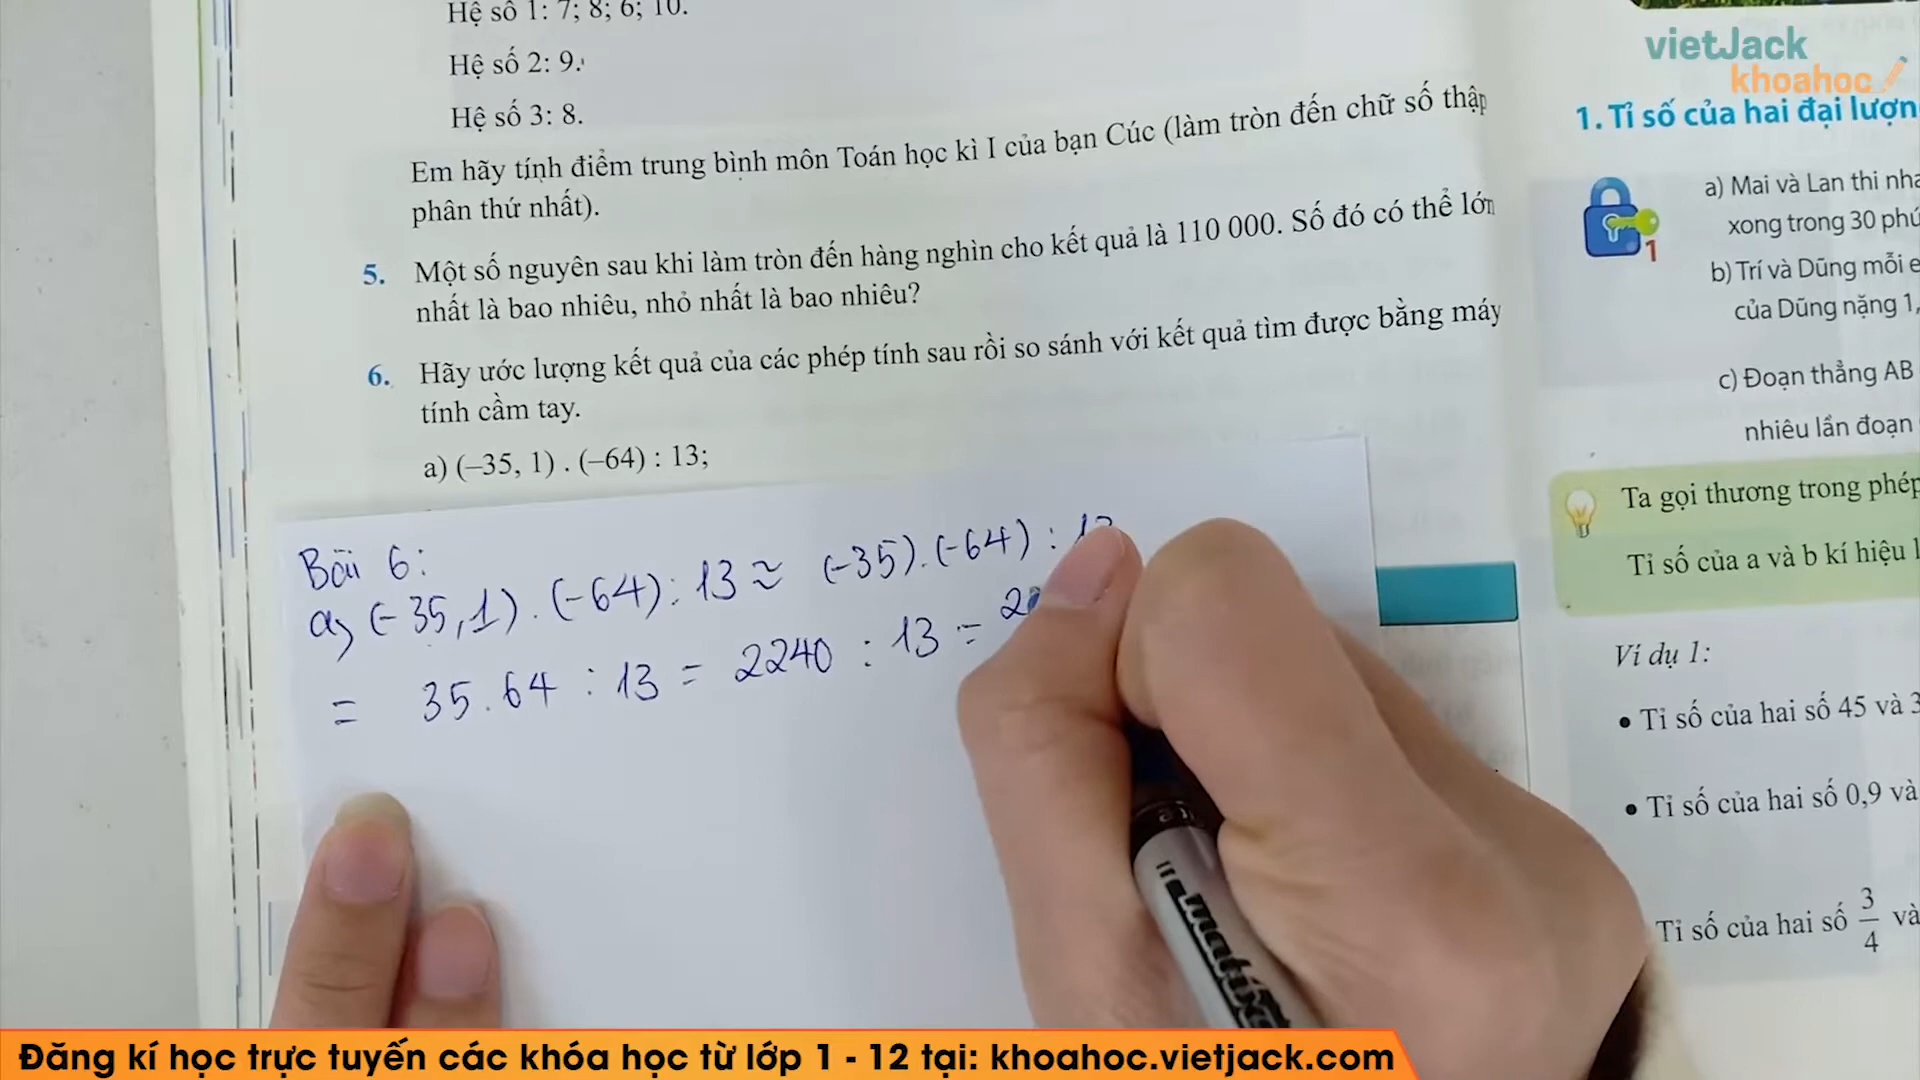 Hệ số 1: 7; 8; 6; 10.
Hệ số 2: 9.
Hệ số 3: 8.
Em hãy tính điểm trung bình môn Toán học kì I của bạn Cúc (làm tròn đến chữ số thập
phân thứ nhất).
5. Một số nguyên sau khi làm tròn đến hàng nghìn cho kết quả là 110 000. Số đó có thể lớn
nhất là bao nhiêu, nhỏ nhất là bao nhiêu?
6. Hãy ước lượng kết quả của các phép tính sau rồi so sánh với kết quả tìm được bằng máy
tính cầm tay.
a) (–35, 1) . (–64) : 13;
Bài 6:
a, (-35,1) . (-64) : 13 ≈ (-35) . (-64) :
= 35 . 64 : 13 = 2240 : 13 =
vietJack
khoahoc
1. Tỉ số của hai đại lượn
1
a) Mai và Lan thi nha
xong trong 30 phú
b) Trí và Dũng mỗi e
của Dũng nặng 1,
c) Đoạn thẳng AB
nhiêu lần đoạn
Ta gọi thương trong phép
Tỉ số của a và b kí hiệu l
Ví dụ 1:
• Tỉ số của hai số 45 và 3
• Tỉ số của hai số 0,9 và
Tỉ số của hai số 3/4 và
Đăng kí học trực tuyến các khóa học từ lớp 1 - 12 tại: khoahoc.vietjack.com